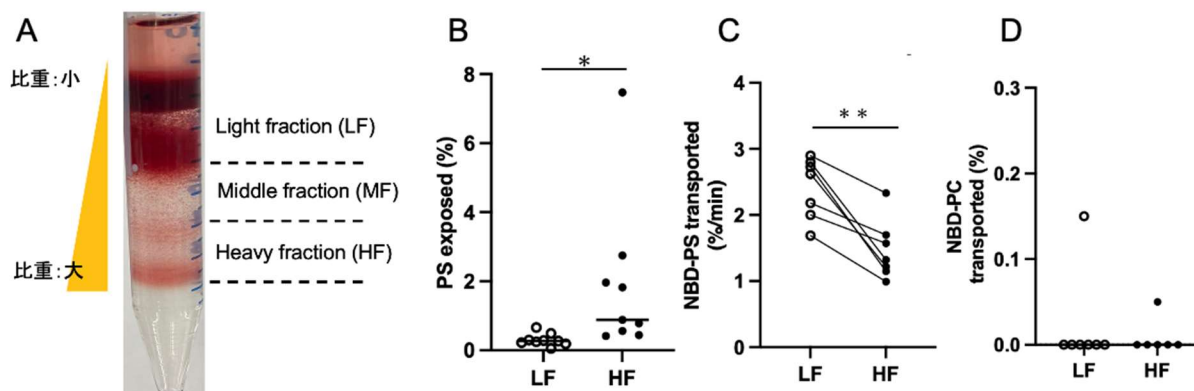 A
比重:小
比重:大
Light fraction (LF)
Middle fraction (MF)
Heavy fraction (HF)
B
*
PS exposed (%)
8
6
4
2
0
LF HF
C
**
NBD-PS transported
(%/min)
4
3
2
1
0
LF HF
D
NBD-PC
transported (%)
0.3
0.2
0.1
0.0
LF HF